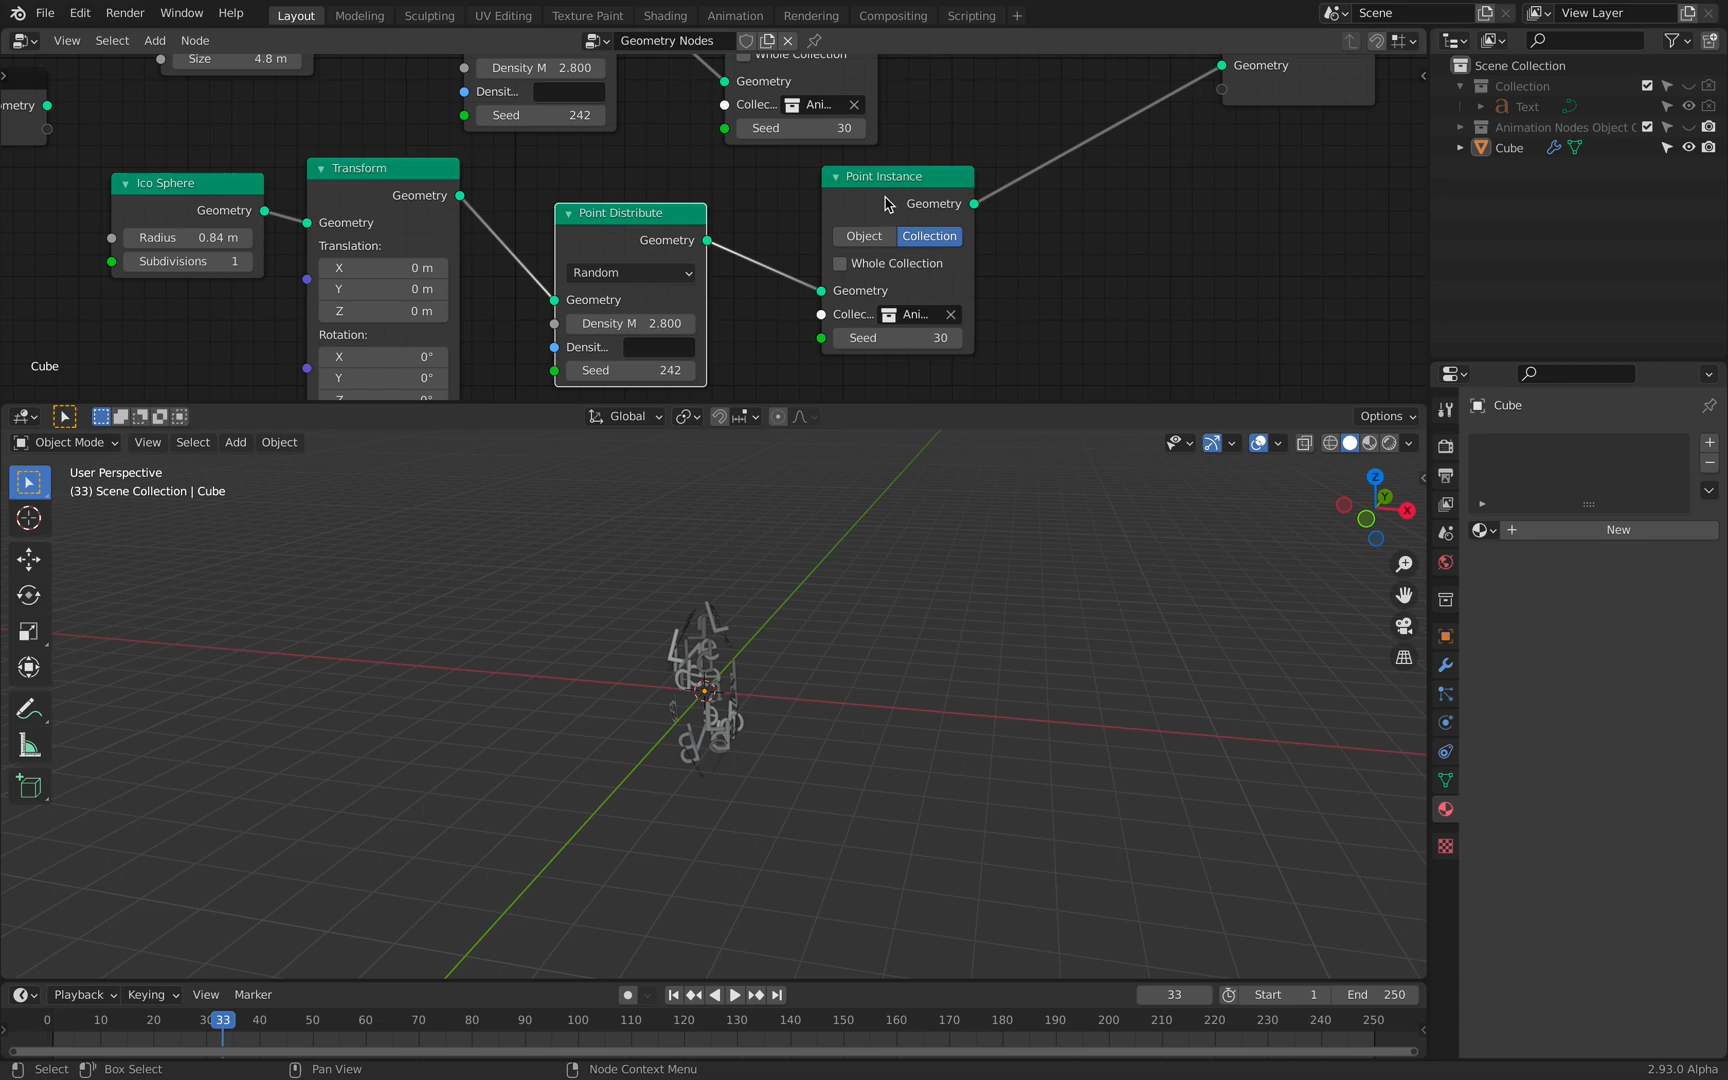 File Edit Render Window Help Layout Modeling Sculpting UV Editing Texture Paint Shading Animation Rendering Compositing Scripting + Scene View Layer
View Select Add Node Geometry Nodes
Size 4.8 m
Density M 2.800
Densit...
Seed 242
Whole Collection
Geometry
Collec... Ani...
Seed 30
Geometry
Ico Sphere
Geometry
Radius 0.84 m
Subdivisions 1
Transform
Geometry
Geometry
Translation:
X 0 m
Y 0 m
Z 0 m
Rotation:
X 0°
Y 0°
Point Distribute
Geometry
Random
Geometry
Density M 2.800
Densit...
Seed 242
Point Instance
Geometry
Object Collection
Whole Collection
Geometry
Collec... Ani...
Seed 30
Cube
Scene Collection
Collection
Text
Animation Nodes Object C
Cube
Global Options
Object Mode View Select Add Object
User Perspective
(33) Scene Collection | Cube
Z
Y
X
Cube
New
Playback Keying View Marker 33 Start 1 End 250
0 10 20 30 33 40 50 60 70 80 90 100 110 120 130 140 150 160 170 180 190 200 210 220 230 240 250
Select Box Select Pan View Node Context Menu 2.93.0 Alpha